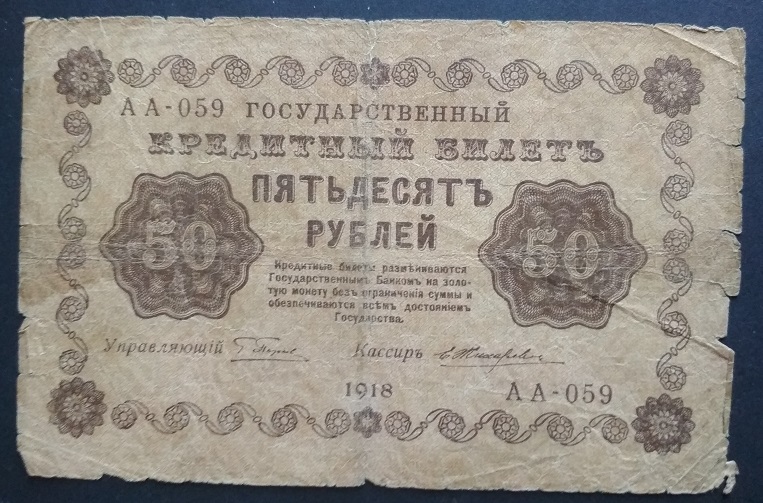 АА-059 ГОСУДАРСТВЕННЫЙ
КРЕДИТНЫЙ БИЛЕТЪ
ПЯТЬДЕСЯТЪ
РУБЛЕЙ
50 50
Кредитные билеты размѣниваются
Государственнымъ Банкомъ на золо-
тую монету безъ ограниченія суммы и
обезпечиваются всѣмъ достояніемъ
Государства.
Управляющій Кассиръ
1918 АА-059